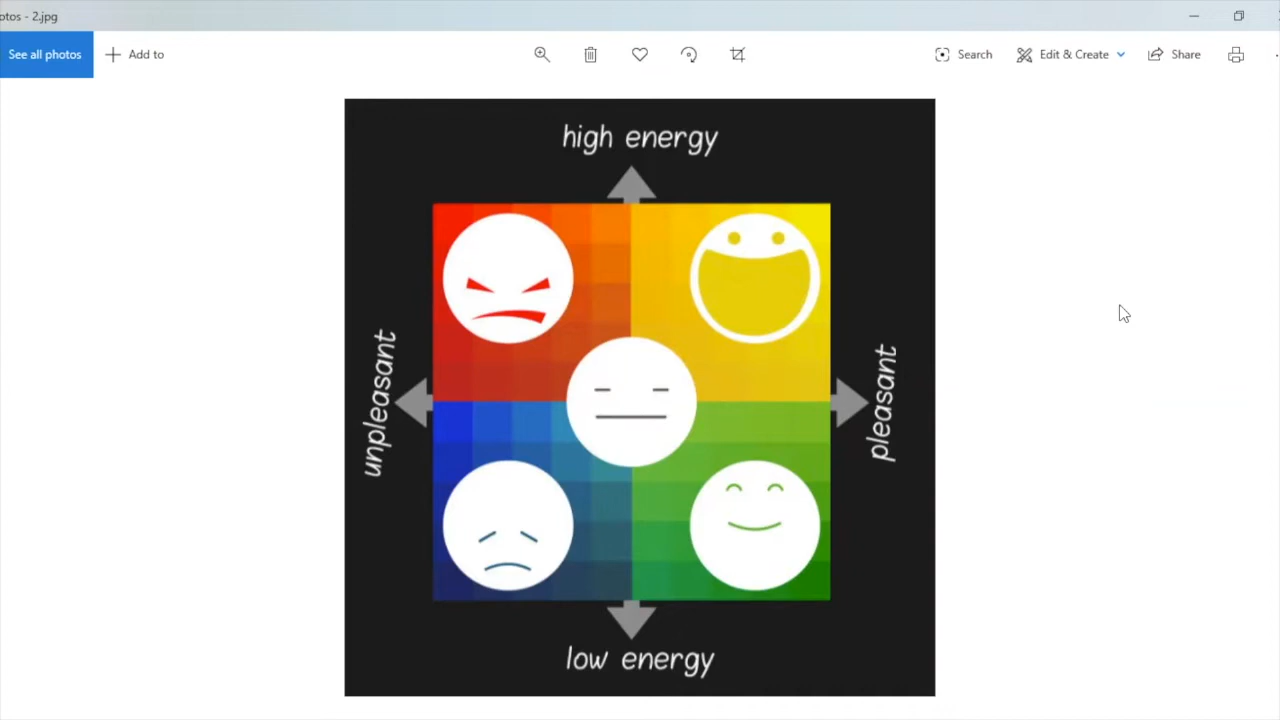 otos - 2.jpg
See all photos
Add to
Search
Edit & Create
Share
high energy
unpleasant
pleasant
low energy